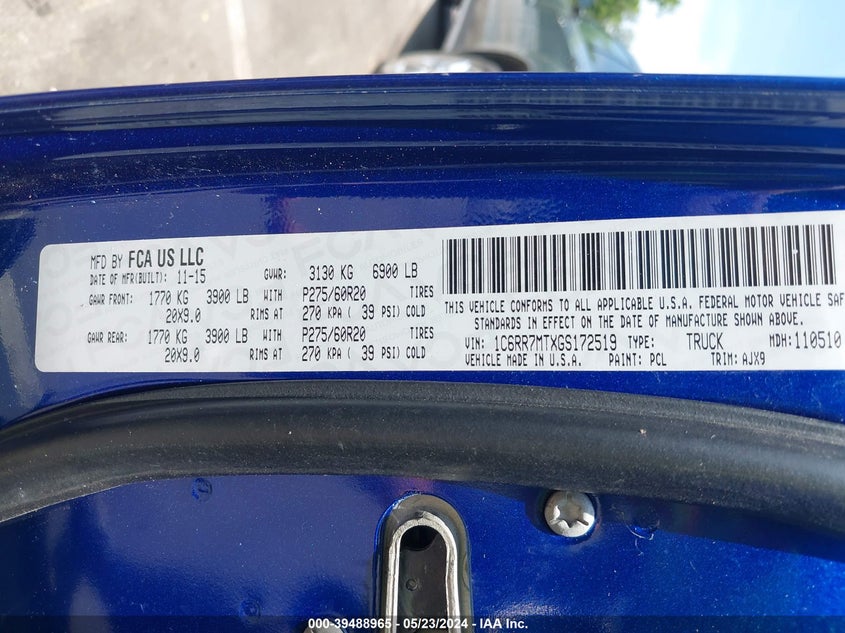 MFD BY FCA US LLC
DATE OF MFR(BUILT): 11-15 GVWR: 3130 KG 6900 LB
GAWR FRONT: 1770 KG 3900 LB WITH P275/60R20 TIRES
20X9.0 RIMS AT 270 KPA ( 39 PSI) COLD
GAWR REAR: 1770 KG 3900 LB WITH P275/60R20 TIRES
20X9.0 RIMS AT 270 KPA ( 39 PSI) COLD
THIS VEHICLE CONFORMS TO ALL APPLICABLE U.S.A. FEDERAL MOTOR VEHICLE SAF
STANDARDS IN EFFECT ON THE DATE OF MANUFACTURE SHOWN ABOVE.
VIN: 1C6RR7MTXGS172519 TYPE: TRUCK MDH: 110510
VEHICLE MADE IN U.S.A. PAINT: PCL TRIM: AJX9
000-39488965 - 05/23/2024 - IAA Inc.